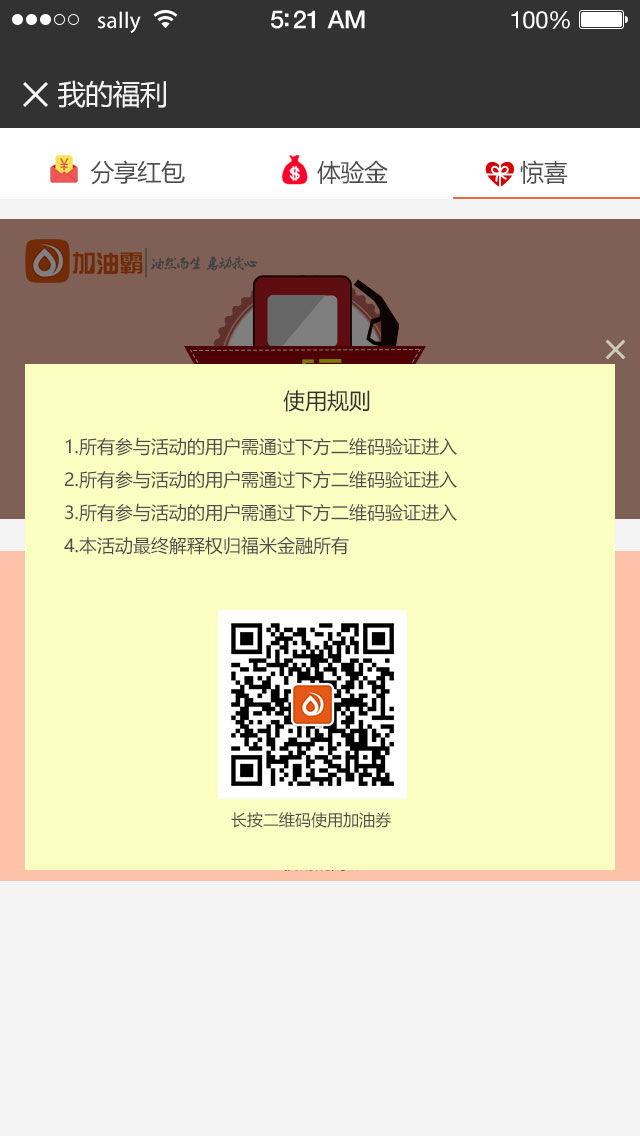 sally 5:21 AM 100%
我的福利
分享红包 体验金 惊喜
加油霸 油然而生 惠动我心
使用规则
1.所有参与活动的用户需通过下方二维码验证进入
2.所有参与活动的用户需通过下方二维码验证进入
3.所有参与活动的用户需通过下方二维码验证进入
4.本活动最终解释权归福米金融所有
长按二维码使用加油券